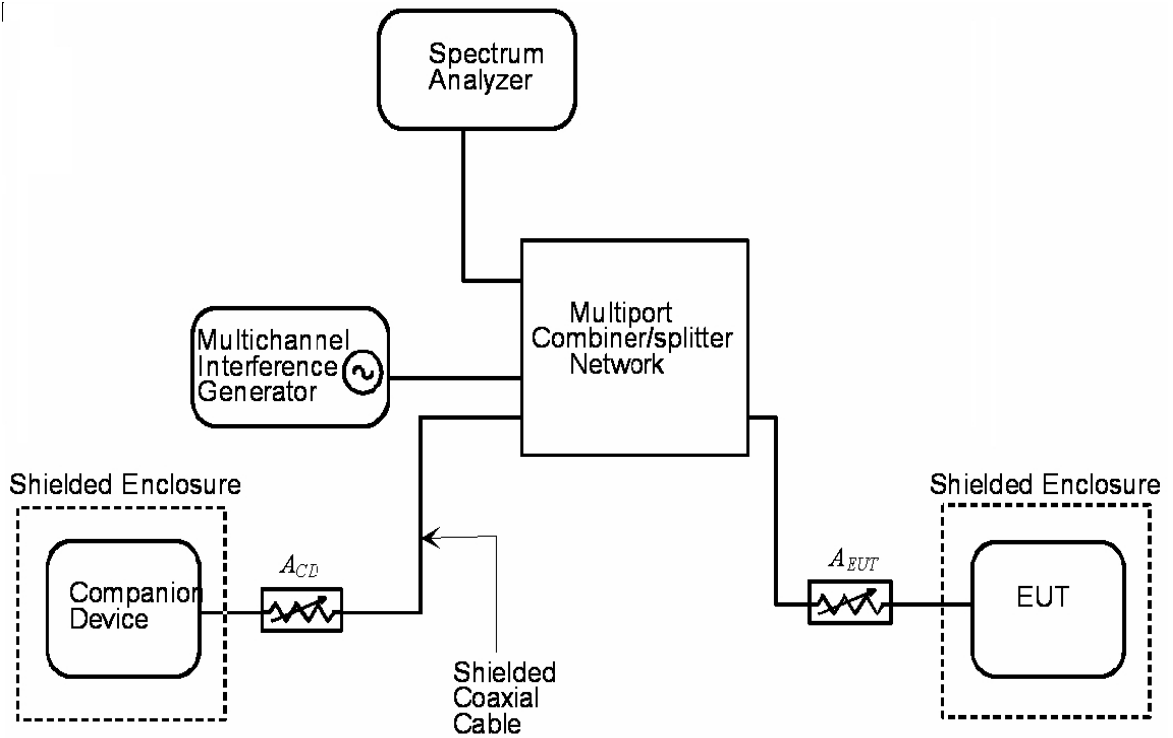 Spectrum
Analyzer
Multiport
Combiner/splitter
Network
Multichannel
Interference
Generator
Shielded Enclosure
Companion
Device
A_CD
Shielded
Coaxial
Cable
Shielded Enclosure
A_EUT
EUT